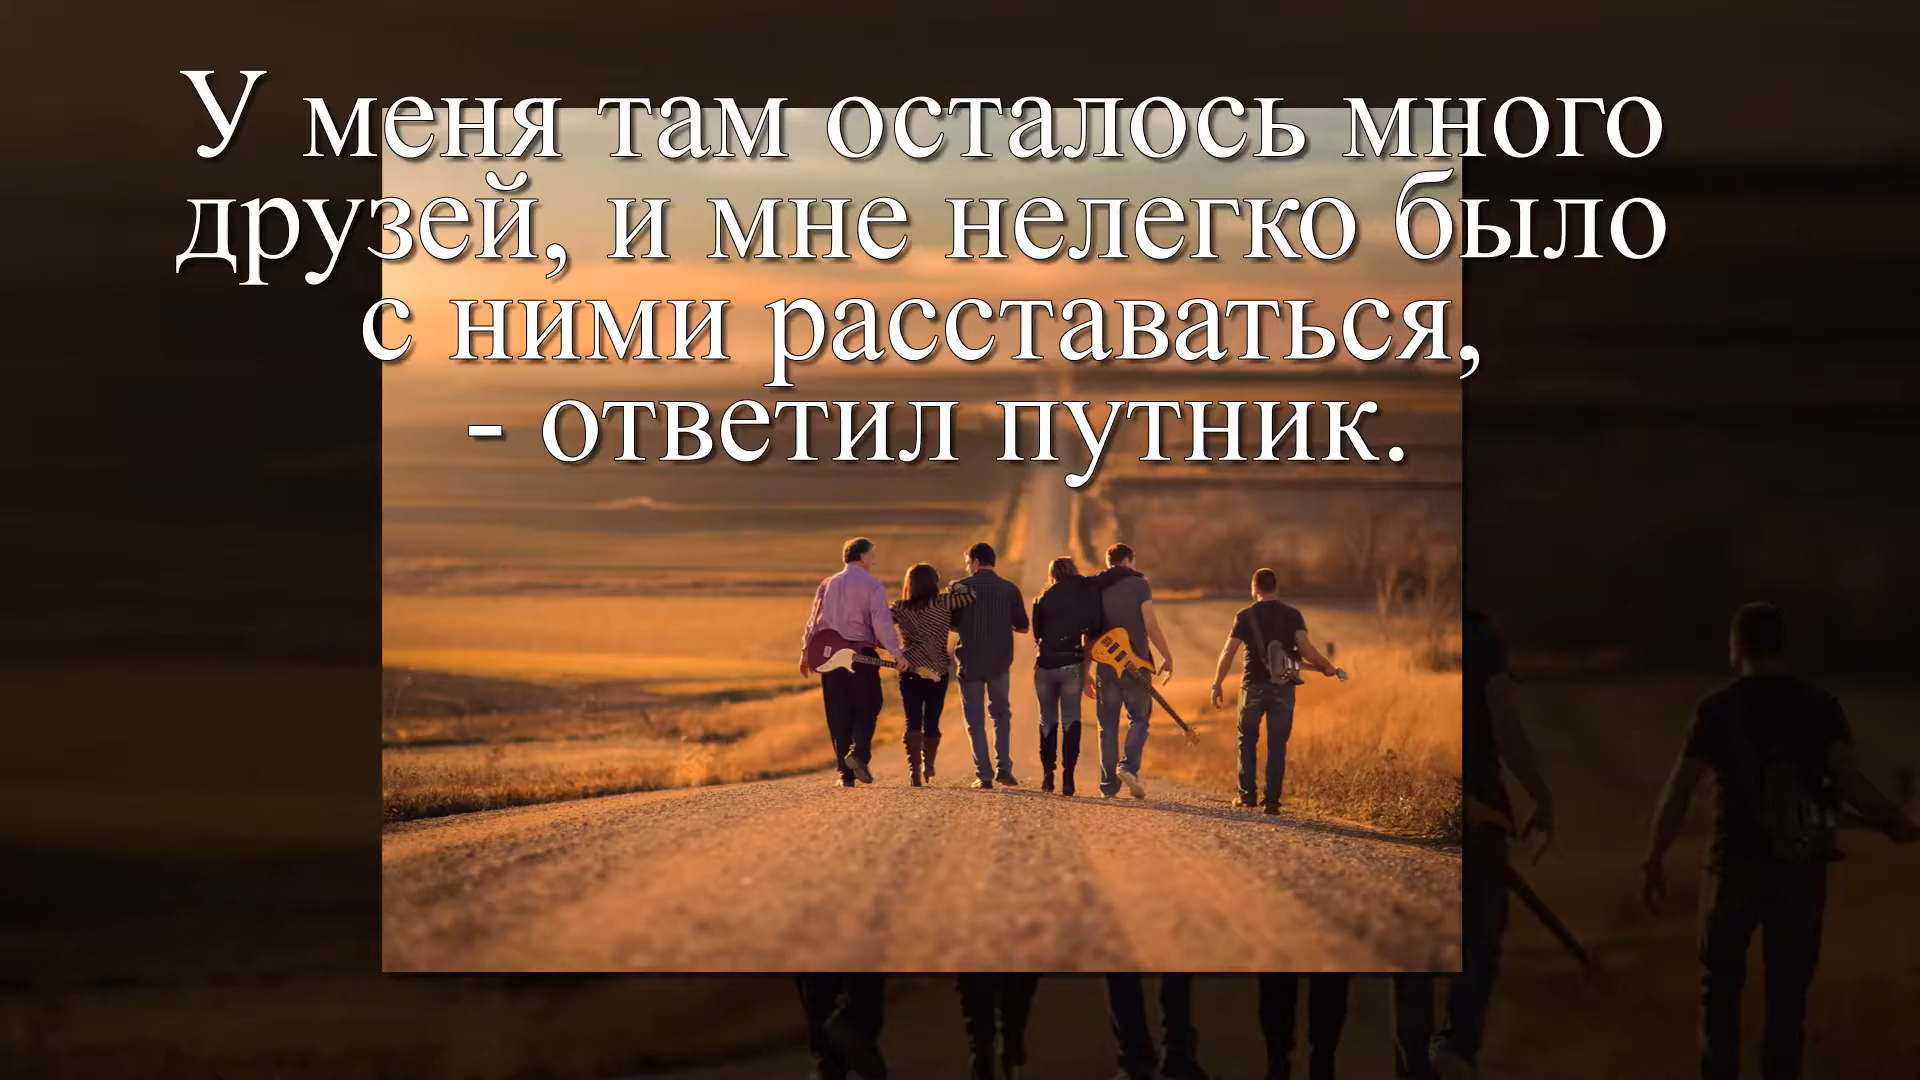 У меня там осталось много
друзей, и мне нелегко было
с ними расставаться,
- ответил путник.